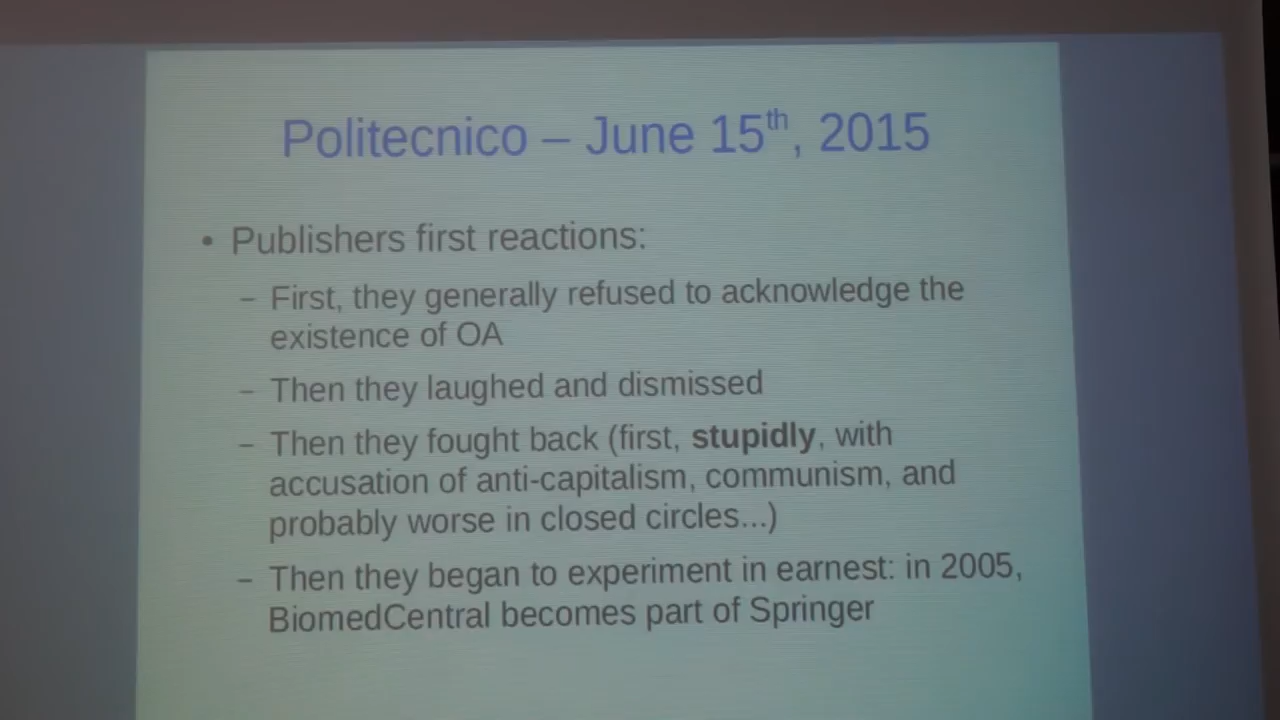 Politecnico – June 15th, 2015
• Publishers first reactions:
– First, they generally refused to acknowledge the
existence of OA
– Then they laughed and dismissed
– Then they fought back (first, stupidly, with
accusation of anti-capitalism, communism, and
probably worse in closed circles...)
– Then they began to experiment in earnest: in 2005,
BiomedCentral becomes part of Springer